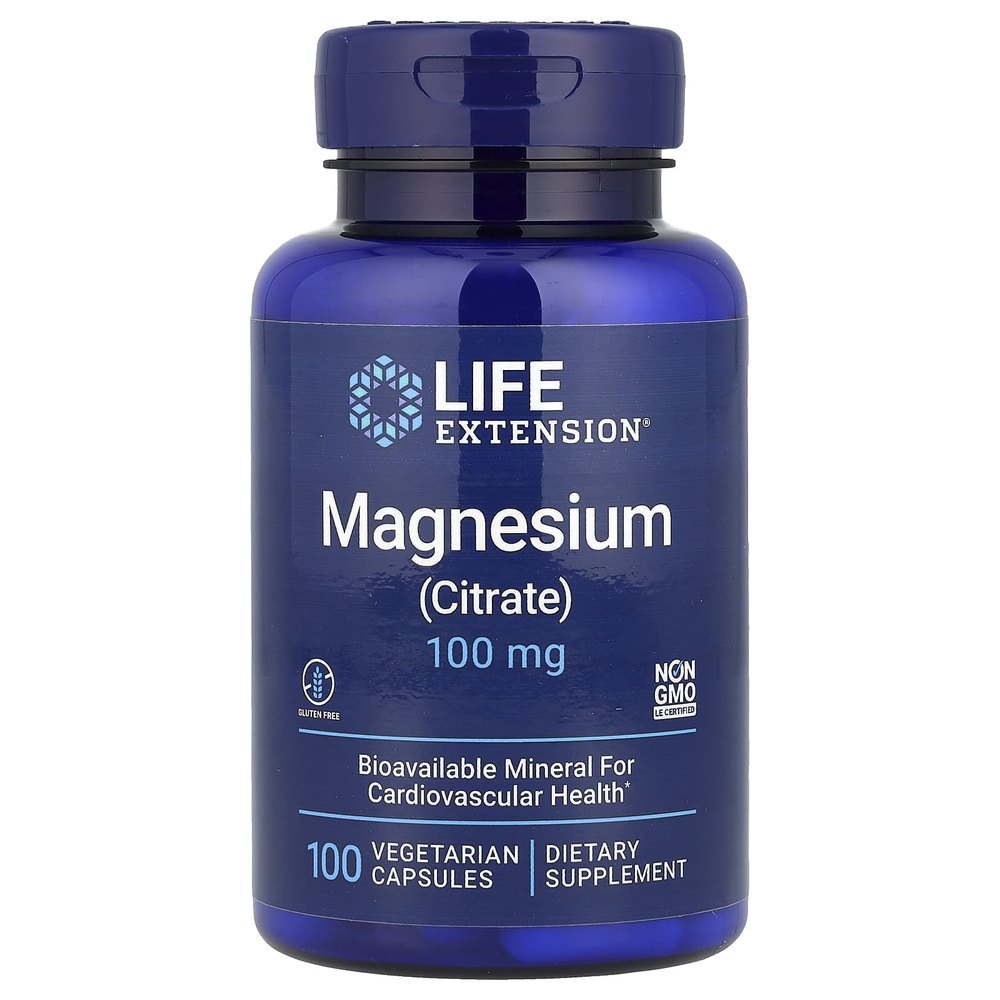 LIFE
EXTENSION®
Magnesium
(Citrate)
100 mg
GLUTEN FREE
NON
GMO
LE CERTIFIED
Bioavailable Mineral For
Cardiovascular Health*
100 VEGETARIAN CAPSULES
DIETARY SUPPLEMENT